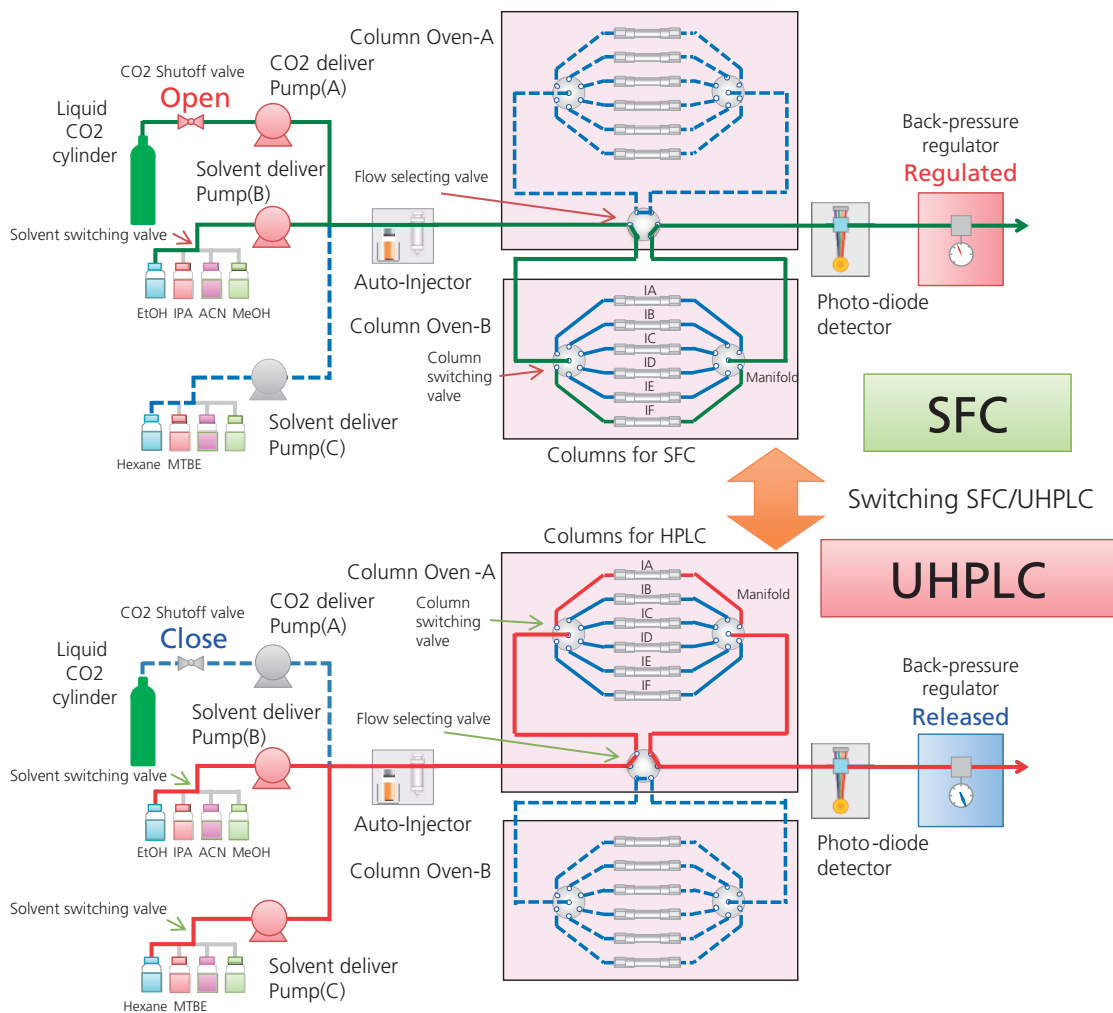 Column Oven-A
CO2 deliver
Pump(A)
CO2 Shutoff valve
Open
Liquid
CO2
cylinder
Solvent deliver
Pump(B)
Solvent switching valve
EtOH IPA ACN MeOH
Flow selecting valve
Auto-Injector
Back-pressure
regulator
Regulated
Photo-diode
detector
Column Oven-B
IA
IB
IC
ID
IE
IF
Column
switching
valve
Manifold
Columns for SFC
Hexane MTBE
Solvent deliver
Pump(C)
SFC
Switching SFC/UHPLC
UHPLC
Columns for HPLC
Column Oven -A
IA
IB
IC
ID
IE
IF
Column
switching
valve
Manifold
CO2 deliver
Pump(A)
CO2 Shutoff valve
Close
Liquid
CO2
cylinder
Solvent deliver
Pump(B)
Solvent switching valve
EtOH IPA ACN MeOH
Flow selecting valve
Auto-Injector
Back-pressure
regulator
Released
Photo-diode
detector
Column Oven-B
Solvent switching valve
Solvent deliver
Pump(C)
Hexane MTBE